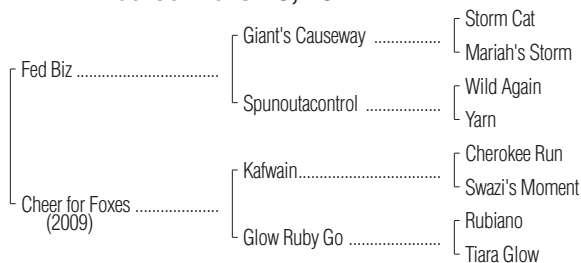 Storm Cat
Giant's Causeway ................
Mariah's Storm
Fed Biz ............................
Wild Again
Spunoutacontrol ................
Yarn
Cherokee Run
Kafwain................................
Swazi's Moment
Cheer for Foxes ................
(2009)
Rubiano
Glow Ruby Go ....................
Tiara Glow